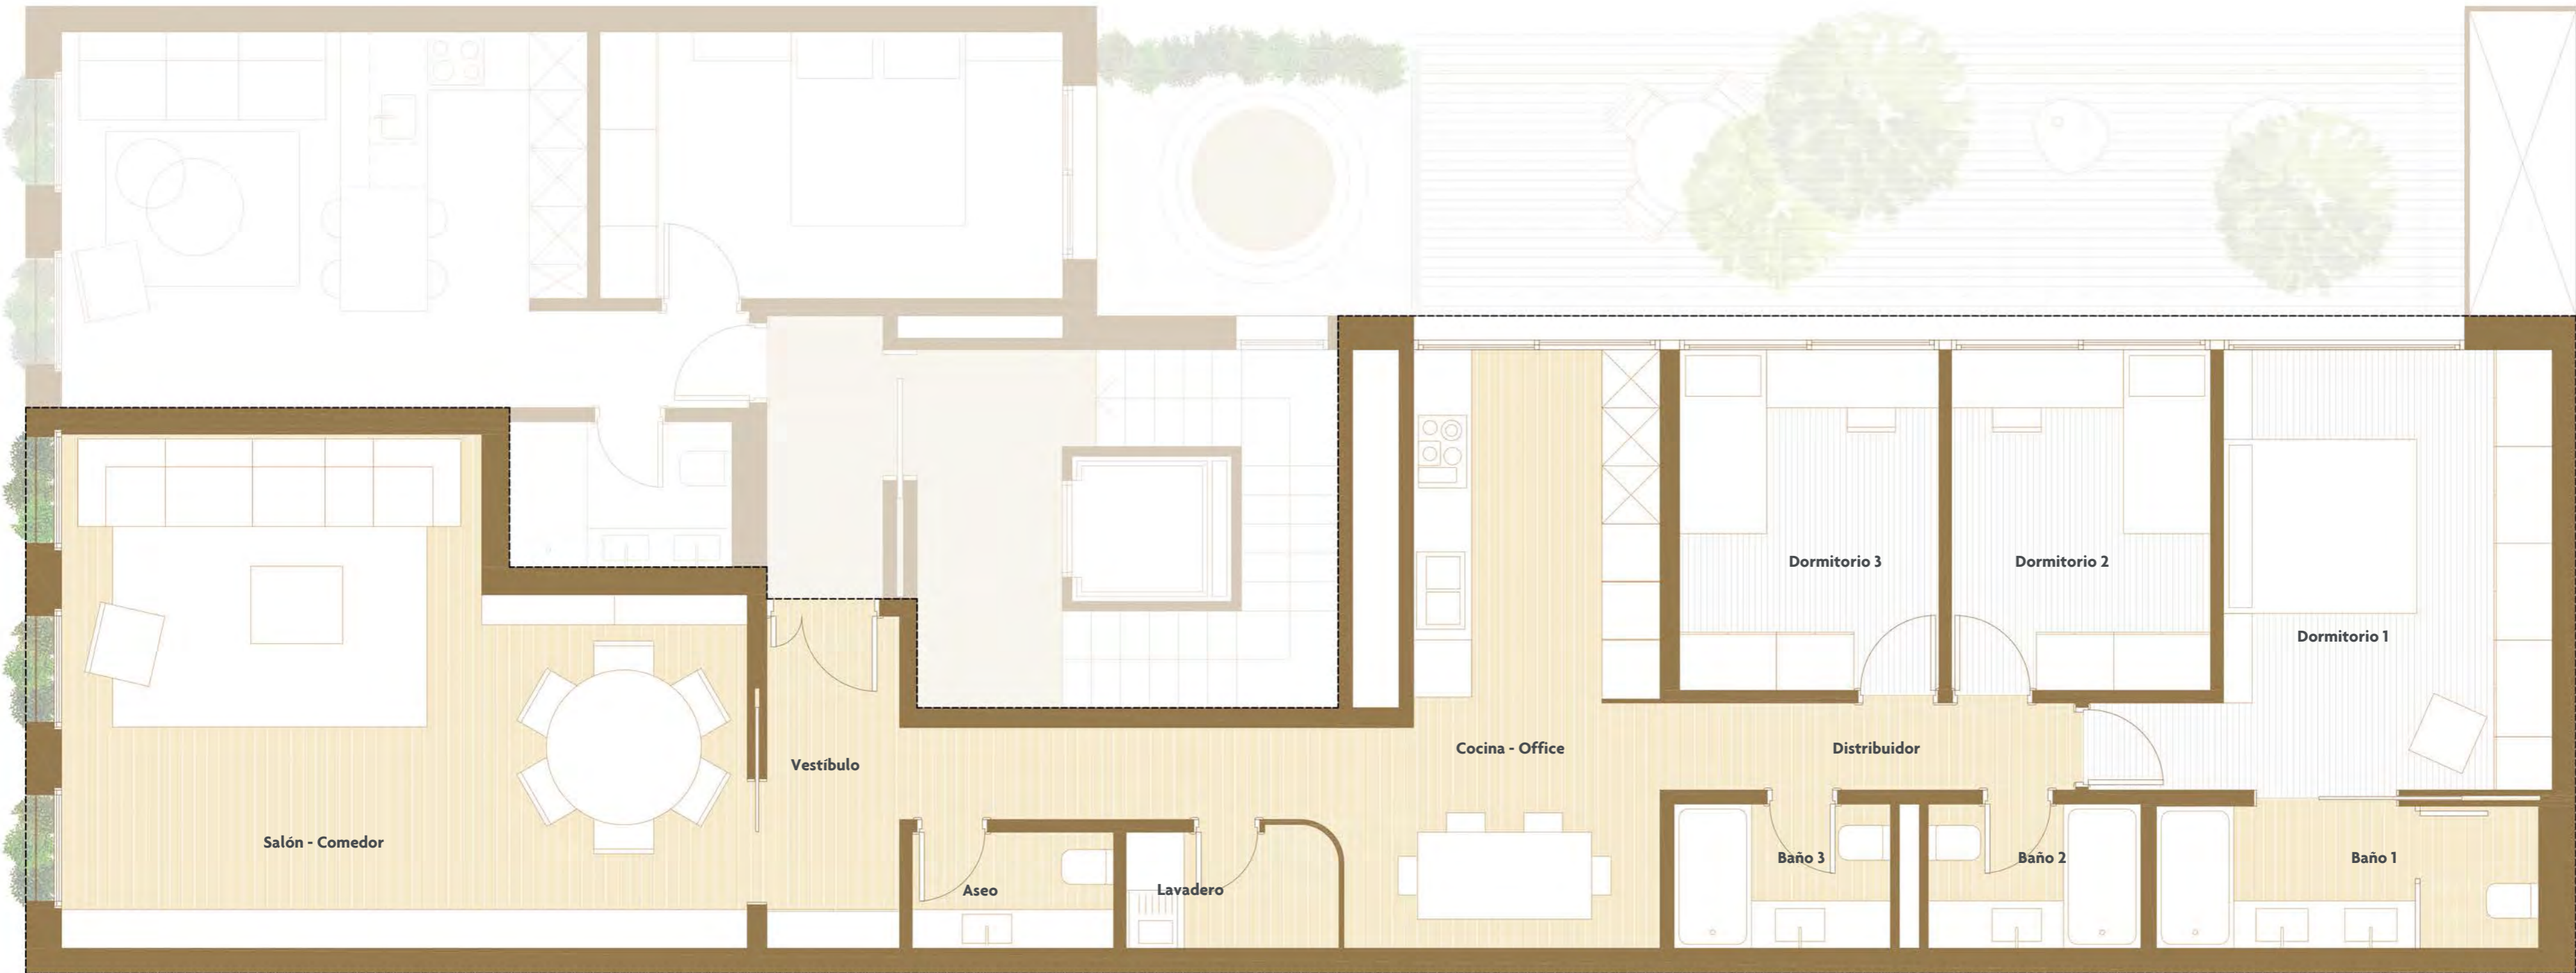 Dormitorio 3
Dormitorio 2
Dormitorio 1
Cocina - Office
Distribuidor
Vestíbulo
Salón - Comedor
Aseo
Lavadero
Baño 3
Baño 2
Baño 1